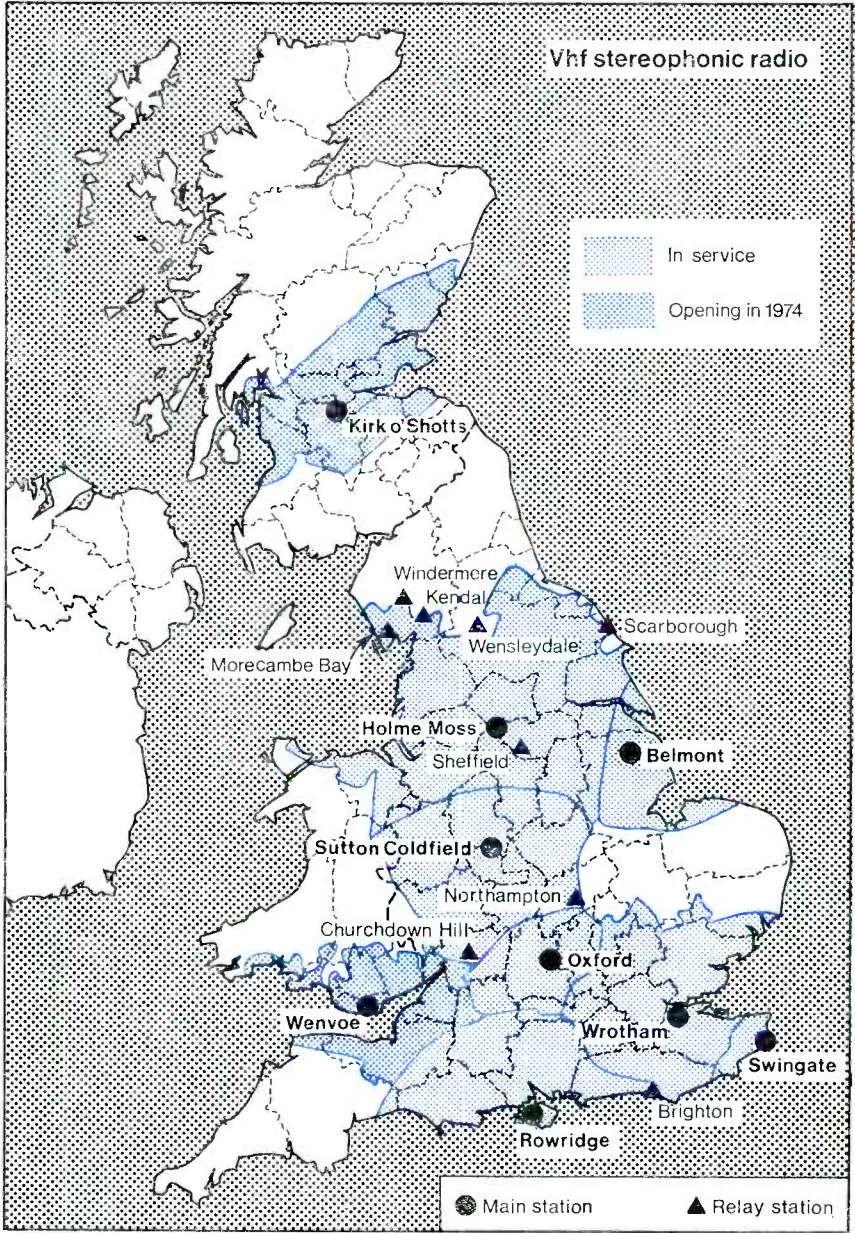 Vhf stereophonic radio
In service
Opening in 1974
Kirk o'Shotts
Windermere
Kendal
Scarborough
Wensleydale
Morecambe Bay
Holme Moss
Sheffield
Belmont
Sutton Coldfield
Northampton
Churchdown Hill
Oxford
Wenvoe
Wrotham
Swingate
Brighton
Rowridge
Main station
Relay station